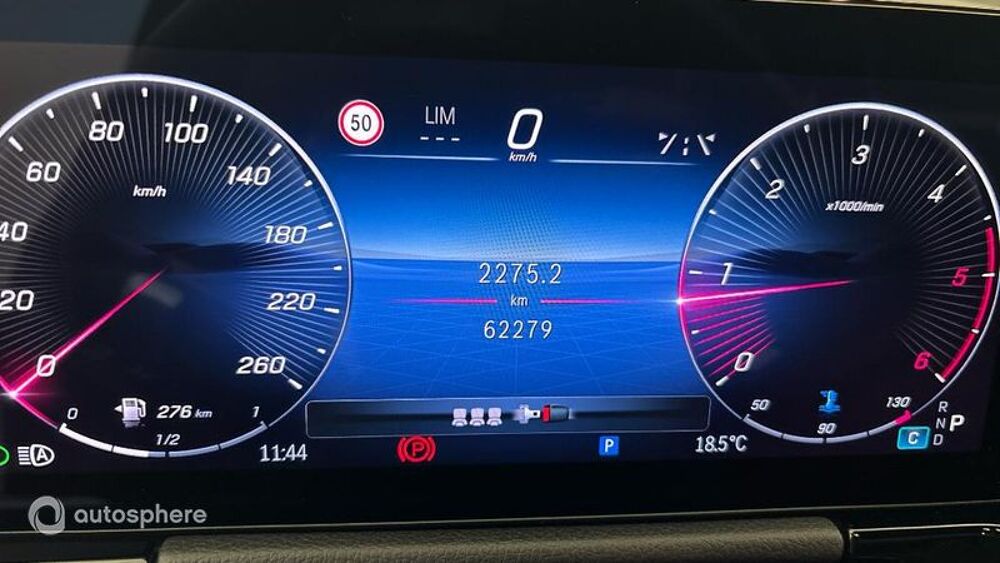 50
LIM
---
0
km/h
20
40
60
80
100
140
180
220
260
0
km/h
0
1/2
1
276 km
11:44
2275.2
km
62279
P
P
18.5°C
0
1
2
3
4
5
6
x1000/min
50
90
130
C
R
N
D
P
A
autosphere